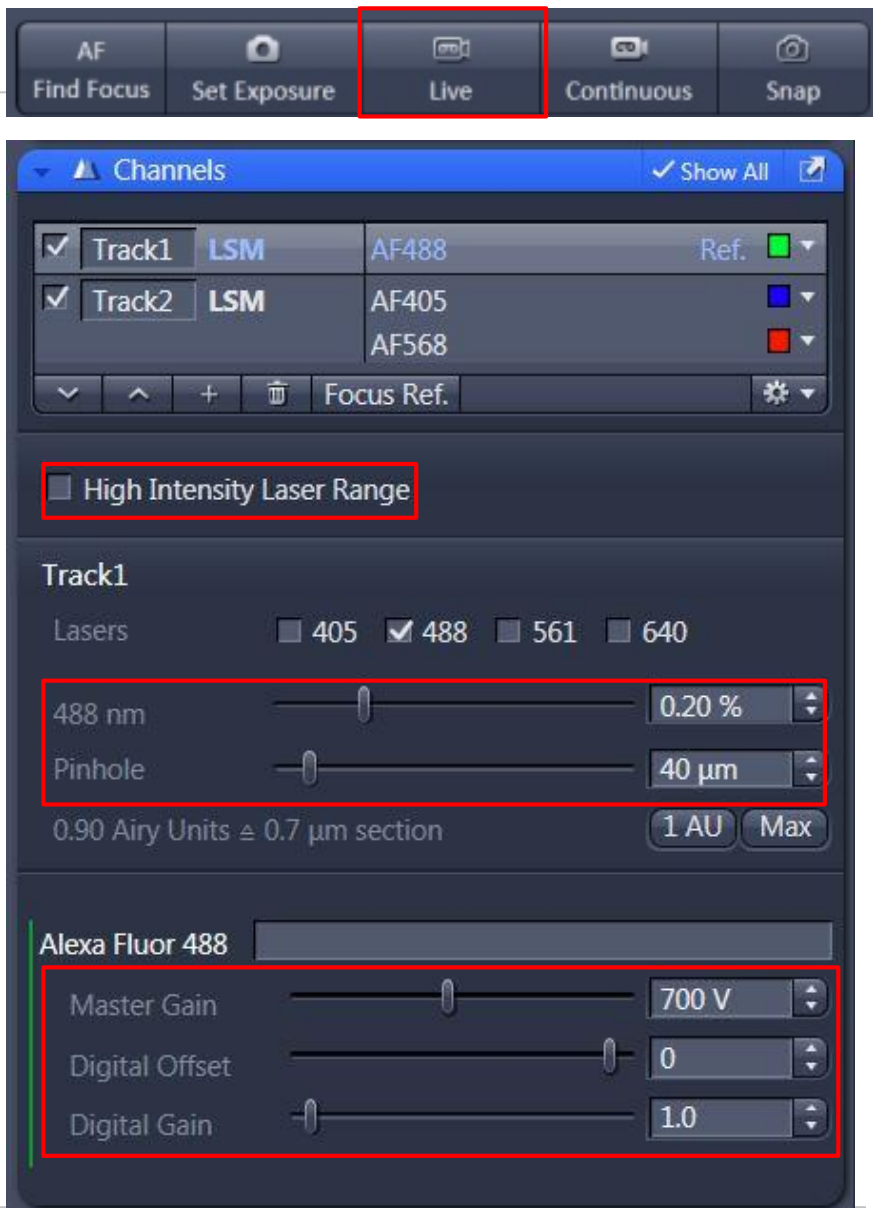 AF
Find Focus Set Exposure Live Continuous Snap
Channels Show All
Track1 LSM AF488 Ref.
Track2 LSM AF405
AF568
Focus Ref.
High Intensity Laser Range
Track1
Lasers 405 488 561 640
488 nm 0.20 %
Pinhole 40 µm
0.90 Airy Units ≙ 0.7 µm section 1 AU Max
Alexa Fluor 488
Master Gain 700 V
Digital Offset 0
Digital Gain 1.0